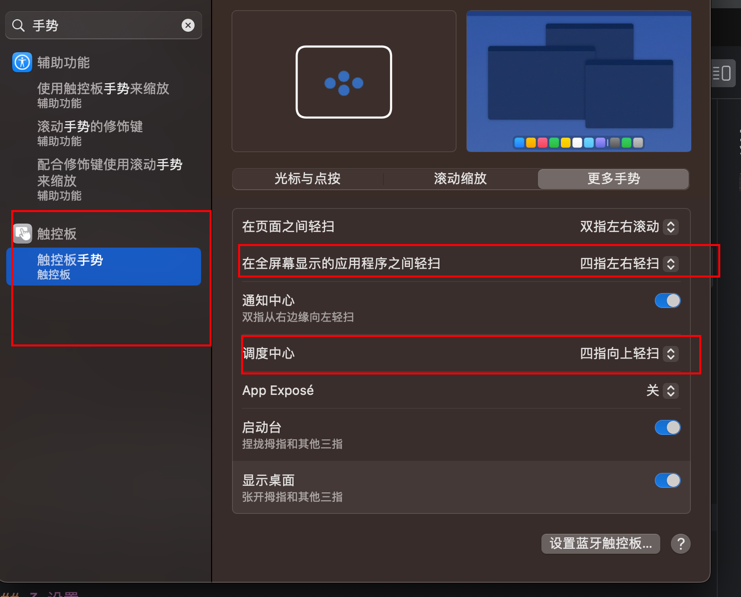 手势
辅助功能
使用触控板手势来缩放
辅助功能
滚动手势的修饰键
辅助功能
配合修饰键使用滚动手势
来缩放
辅助功能
触控板
触控板手势
触控板
光标与点按
滚动缩放
更多手势
在页面之间轻扫 双指左右滚动
在全屏幕显示的应用程序之间轻扫 四指左右轻扫
通知中心
双指从右边缘向左轻扫
调度中心 四指向上轻扫
App Exposé 关
启动台
捏拢拇指和其他三指
显示桌面
张开拇指和其他三指
设置蓝牙触控板... ?